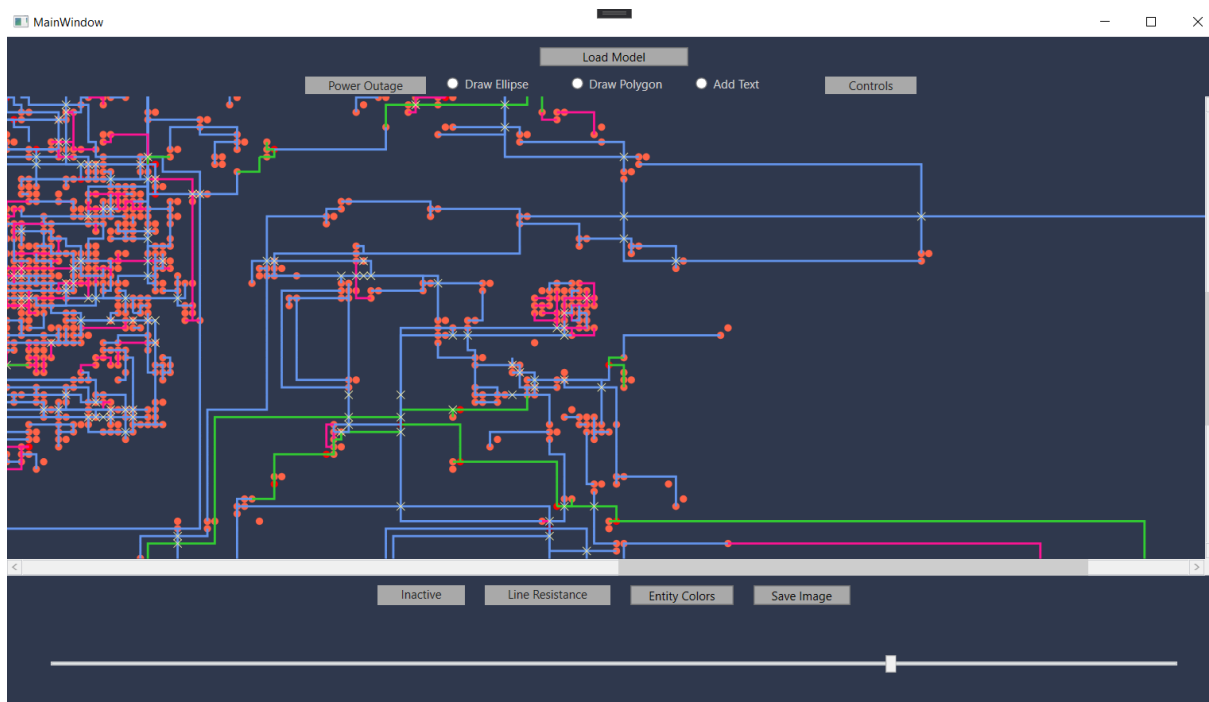 MainWindow
Load Model
Power Outage
Draw Ellipse
Draw Polygon
Add Text
Controls
Inactive
Line Resistance
Entity Colors
Save Image